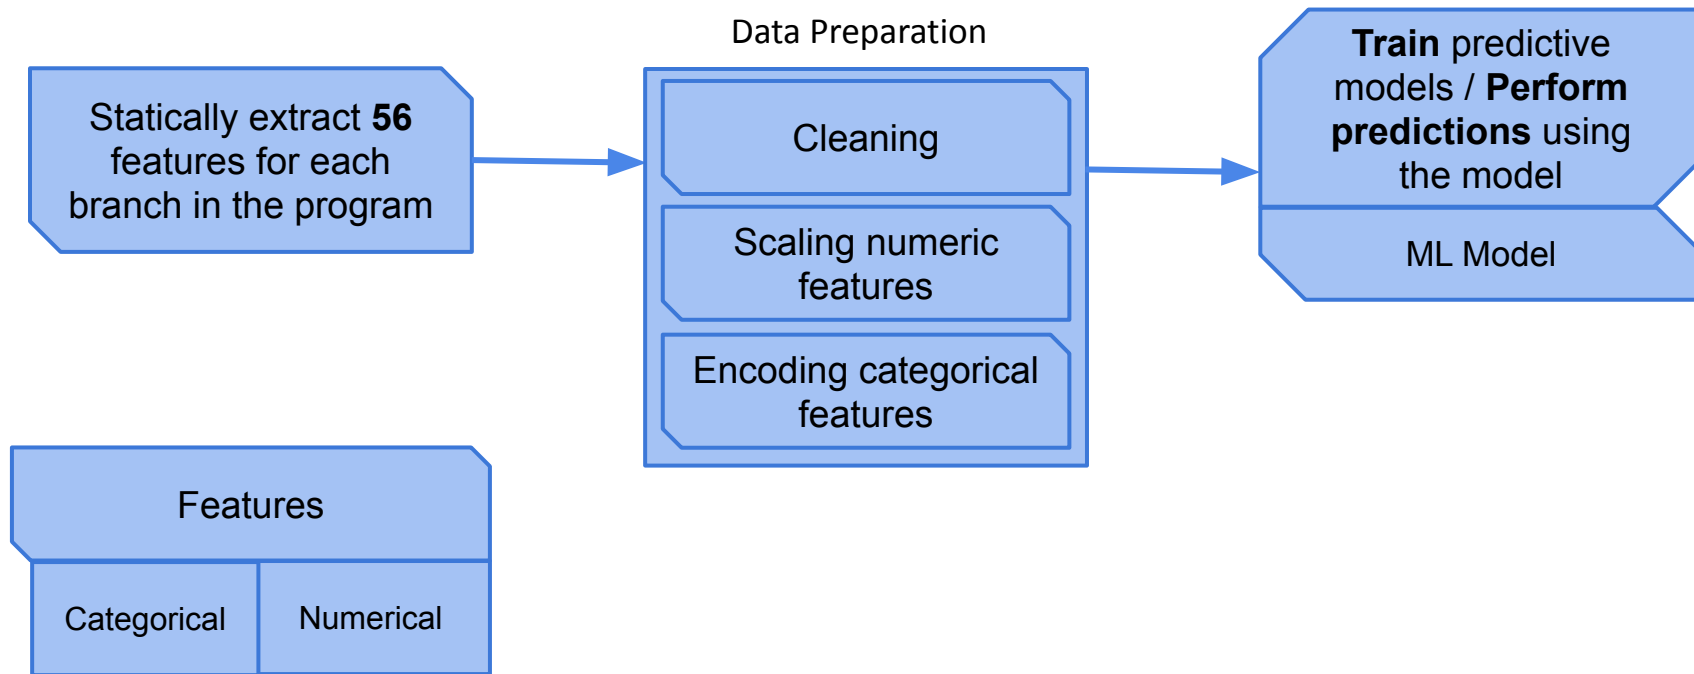 Data Preparation
Statically extract 56
features for each
branch in the program
Cleaning
Scaling numeric
features
Encoding categorical
features
Train predictive
models / Perform
predictions using
the model
ML Model
Features
Categorical
Numerical